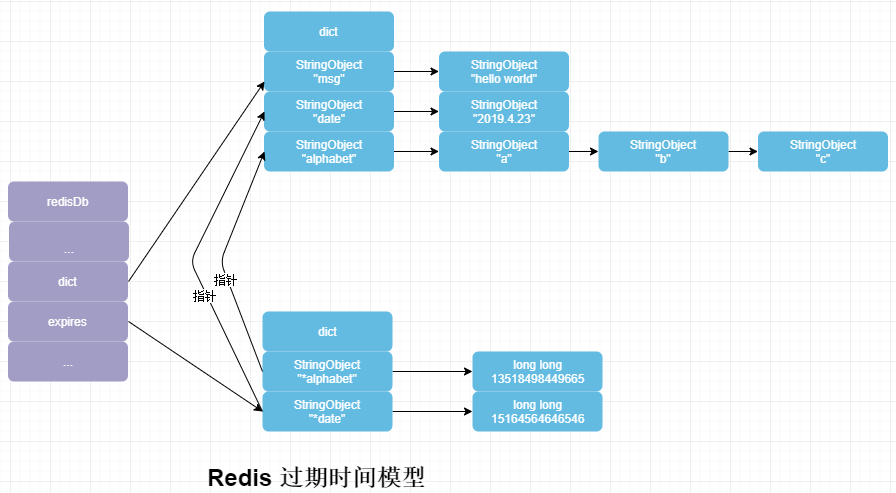 dict
StringObject
"msg"
StringObject
"hello world"
StringObject
"date"
StringObject
"2019.4.23"
StringObject
"alphabet"
StringObject
"a"
StringObject
"b"
StringObject
"c"
redisDb
...
dict
expires
...
指针
指针
dict
StringObject
"*alphabet"
long long
13518498449665
StringObject
"*date"
long long
15164564646546
Redis 过期时间模型